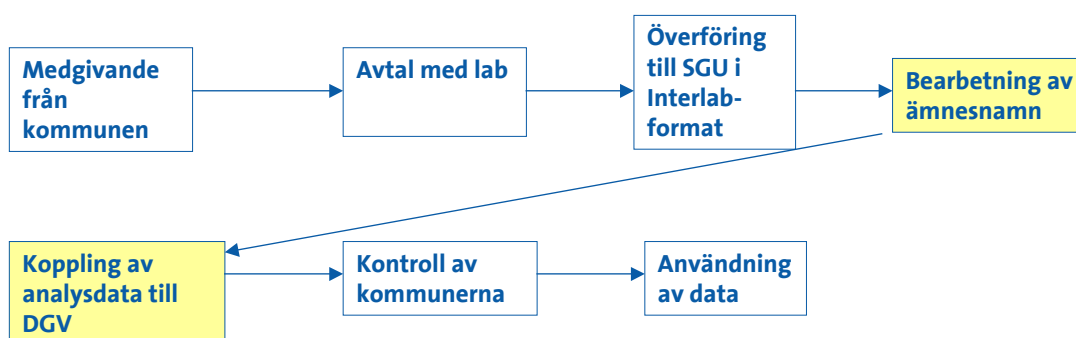 Medgivande
från
kommunen
Avtal med lab
Överföring
till SGU i
Interlab-
format
Bearbetning av
ämnesnamn
Koppling av
analysdata till
DGV
Kontroll av
kommunerna
Användning
av data